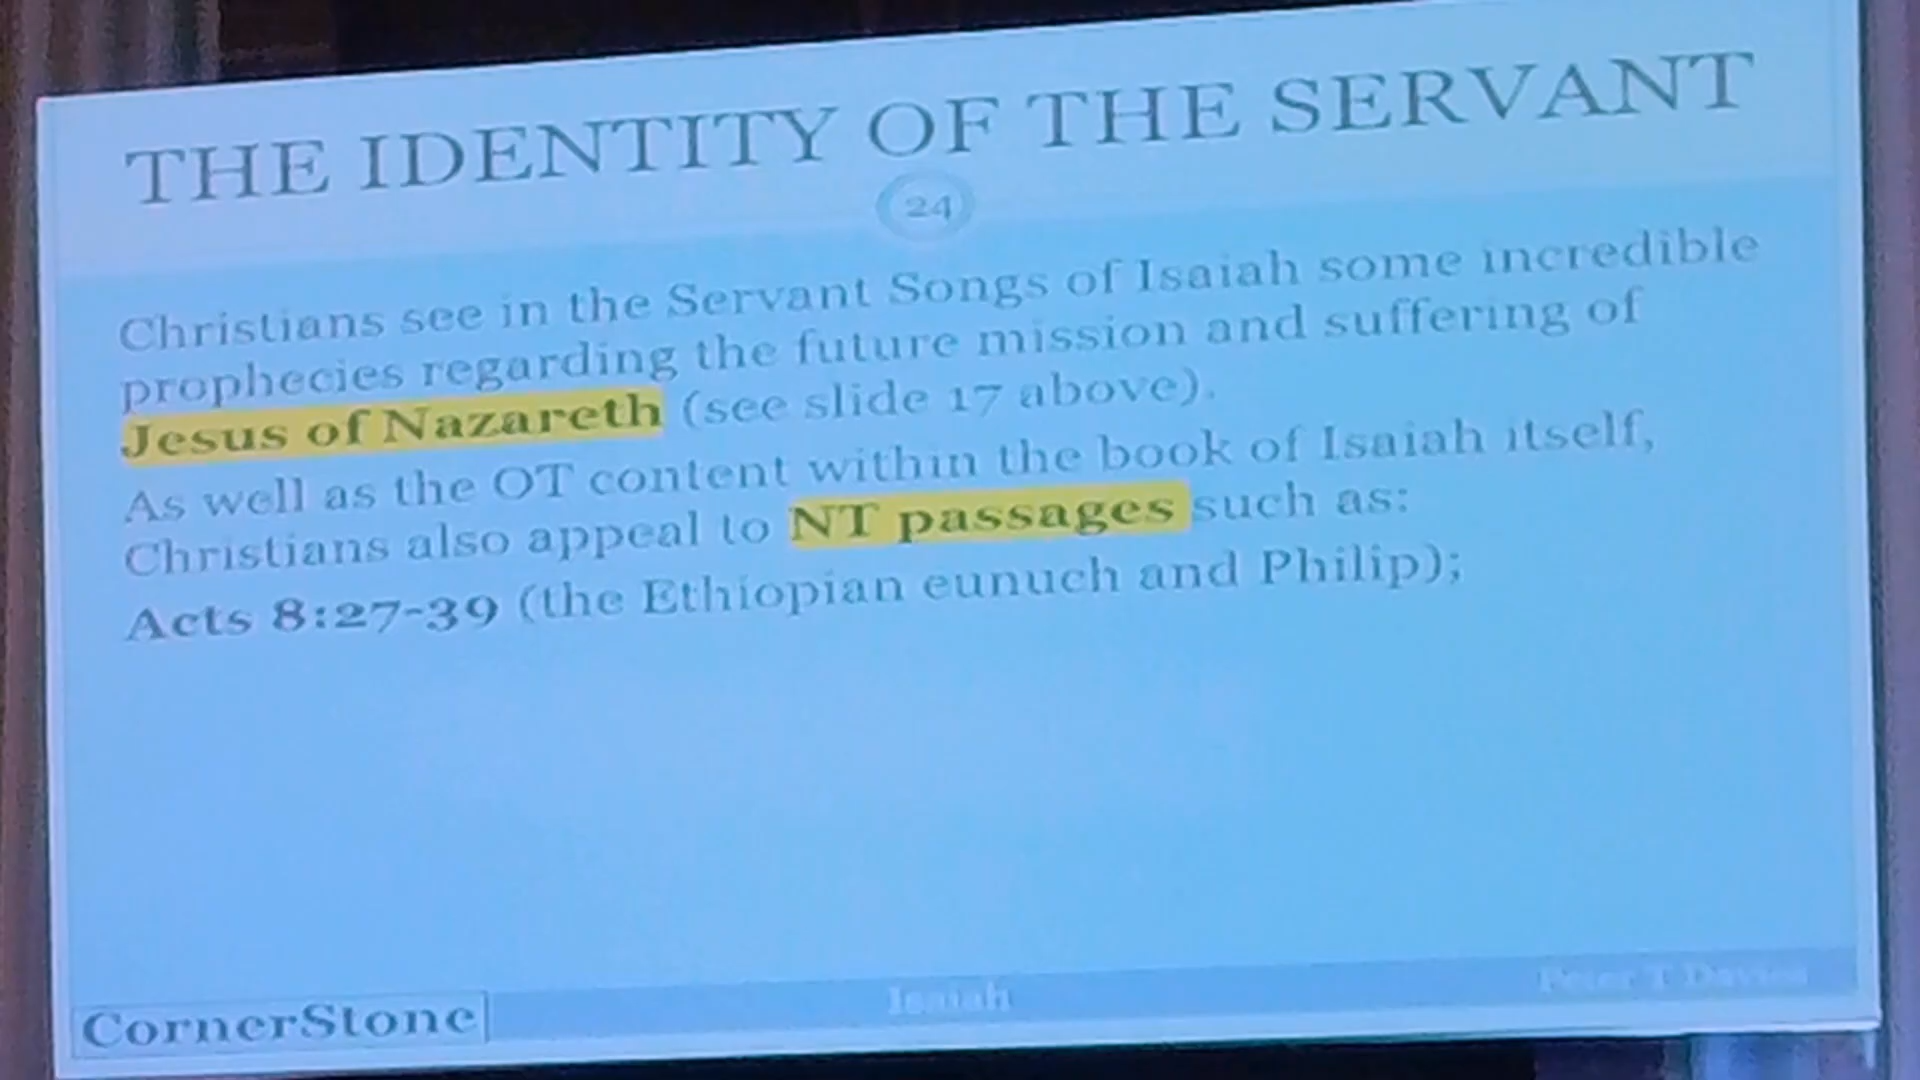 THE IDENTITY OF THE SERVANT
24
Christians see in the Servant Songs of Isaiah some incredible
prophecies regarding the future mission and suffering of
Jesus of Nazareth (see slide 17 above).
As well as the OT content within the book of Isaiah itself,
Christians also appeal to NT passages such as:
Acts 8:27-39 (the Ethiopian eunuch and Philip);
CornerStone
Isaiah
Peter T Davies